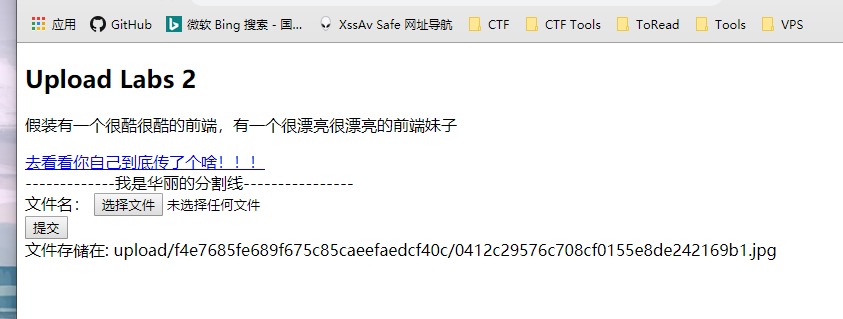 应用 GitHub 微软 Bing 搜索 - 国... XssAv Safe 网址导航 CTF CTF Tools ToRead Tools VPS
Upload Labs 2
假装有一个很酷很酷的前端，有一个很漂亮很漂亮的前端妹子
去看看你自己到底传了个啥！！！
-------------我是华丽的分割线----------------
文件名： 选择文件 未选择任何文件
提交
文件存储在: upload/f4e7685fe689f675c85caeefaedcf40c/0412c29576c708cf0155e8de242169b1.jpg